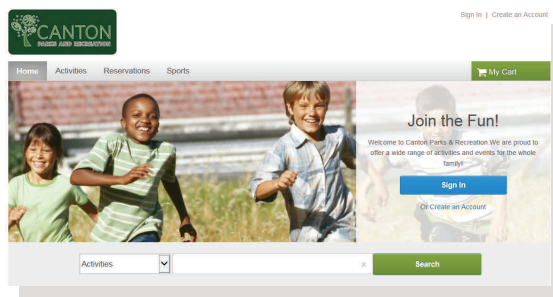 Sign In | Create an Account
CANTON
PARKS AND RECREATION
Home Activities Reservations Sports My Cart
Join the Fun!
Welcome to Canton Parks & Recreation.We are proud to
offer a wide range of activities and events for the whole
family!
Sign In
Or Create an Account
Activities x Search